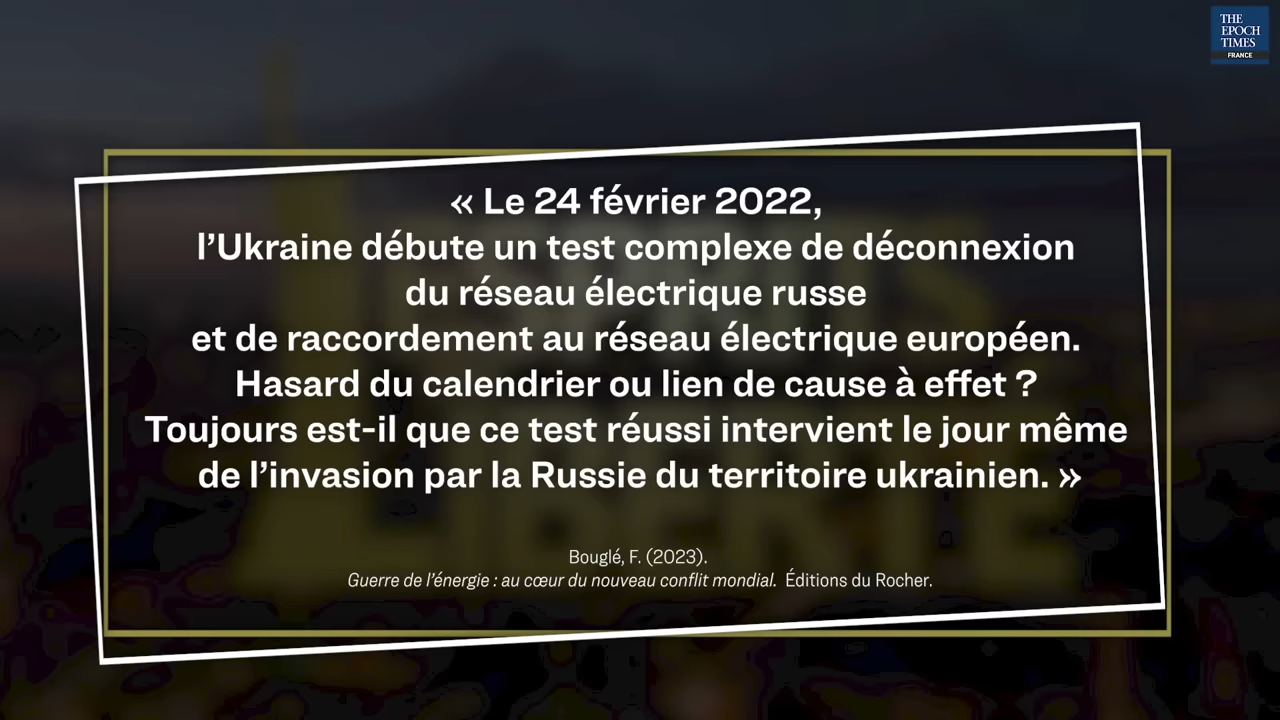 THE
EPOCH
TIMES
FRANCE
« Le 24 février 2022,
l’Ukraine débute un test complexe de déconnexion
du réseau électrique russe
et de raccordement au réseau électrique européen.
Hasard du calendrier ou lien de cause à effet ?
Toujours est-il que ce test réussi intervient le jour même
de l’invasion par la Russie du territoire ukrainien. »
Bouglé, F. (2023).
Guerre de l’énergie : au cœur du nouveau conflit mondial. Éditions du Rocher.